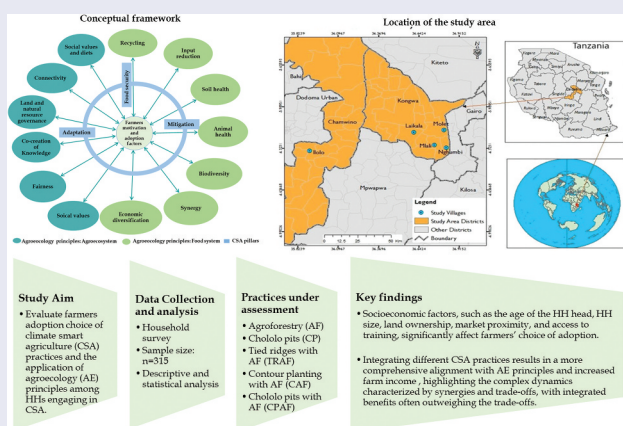 Conceptual framework
Social values and diets
Recycling
Input reduction
Connectivity
Food security
Soil health
Land and natural resource governance
Adaptation
Farmers motivation and adoption factors
Mitigation
Animal health
Co-creation of Knowledge
Biodiversity
Fairness
Synergy
Soical values
Economic diversification
Agroecology principles:Agroecosystem
Agroecology principles:Food system
CSA pillars
Location of the study area
Kiteto
Bahi
Dodoma Urban
Kongwa
Chamwino
Laikala
Mlali
Gairo
Bolo
Mpwapwa
Kilosa
Legend
Study Villages
Study Area Districts
Other Districts
Boundary
Tanzania
Study Aim
• Evaluate farmers
adoption choice of
climate smart
agriculture (CSA)
practices and the
application of
agroecology (AE)
principles among
HHs engaging in
CSA.
Data Collection
and analysis
• Household
survey
• Sample size:
n=315
• Descriptive and
statistical analysis
Practices under
assessment
• Agroforestry (AF)
• Chololo pits (CP)
• Tied ridges with
AF (TRAF)
• Contour planting
with AF (CAF)
• Chololo pits with
AF (CPAF)
Key findings
• Socioeconomic factors, such as the age of the HH head, HH
size, land ownership, market proximity, and access to
training, significantly affect farmers' choice of adoption.
• Integrating different CSA practices results in a more
comprehensive alignment with AE principles and increased
farm income , highlighting the complex dynamics
characterized by synergies and trade-offs, with integrated
benefits often outweighing the trade-offs.